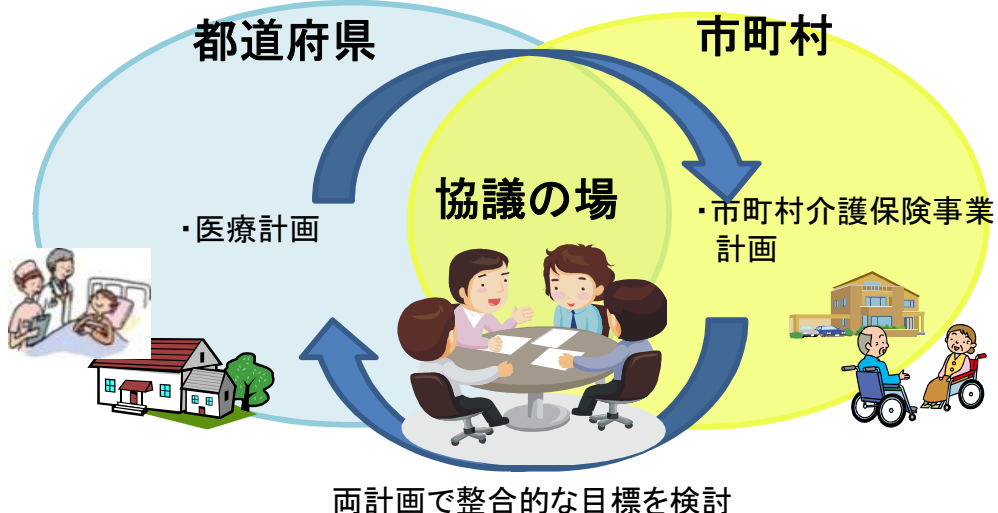 都道府県
市町村
協議の場
・医療計画
・市町村介護保険事業
計画
両計画で整合的な目標を検討